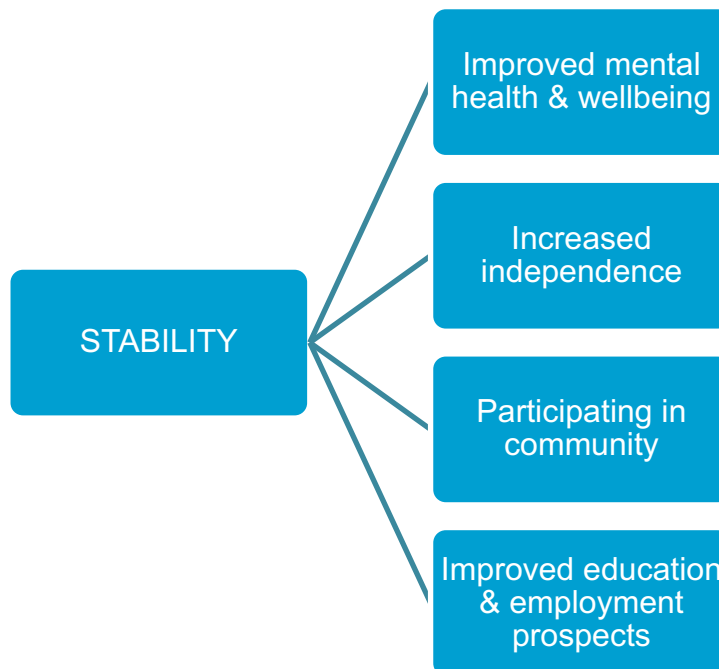 Improved mental
health & wellbeing
Increased
independence
STABILITY
Participating in
community
Improved education
& employment
prospects